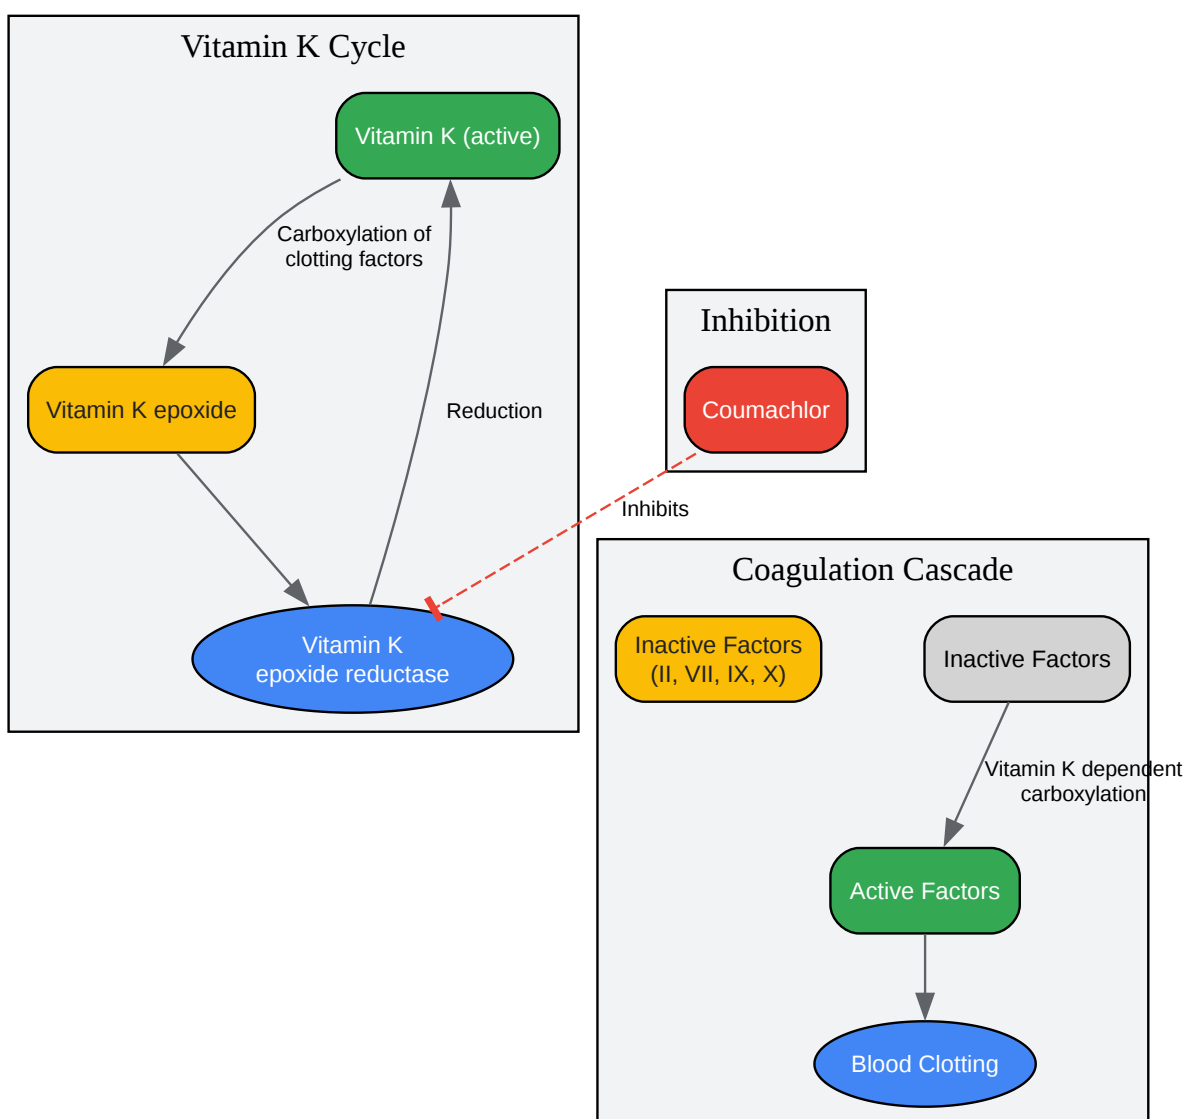 Vitamin K Cycle
Vitamin K (active)
Carboxylation of
clotting factors
Vitamin K epoxide
Reduction
Vitamin K
epoxide reductase
Inhibition
Coumachlor
Inhibits
Coagulation Cascade
Inactive Factors
(II, VII, IX, X)
Inactive Factors
Vitamin K dependent
carboxylation
Active Factors
Blood Clotting